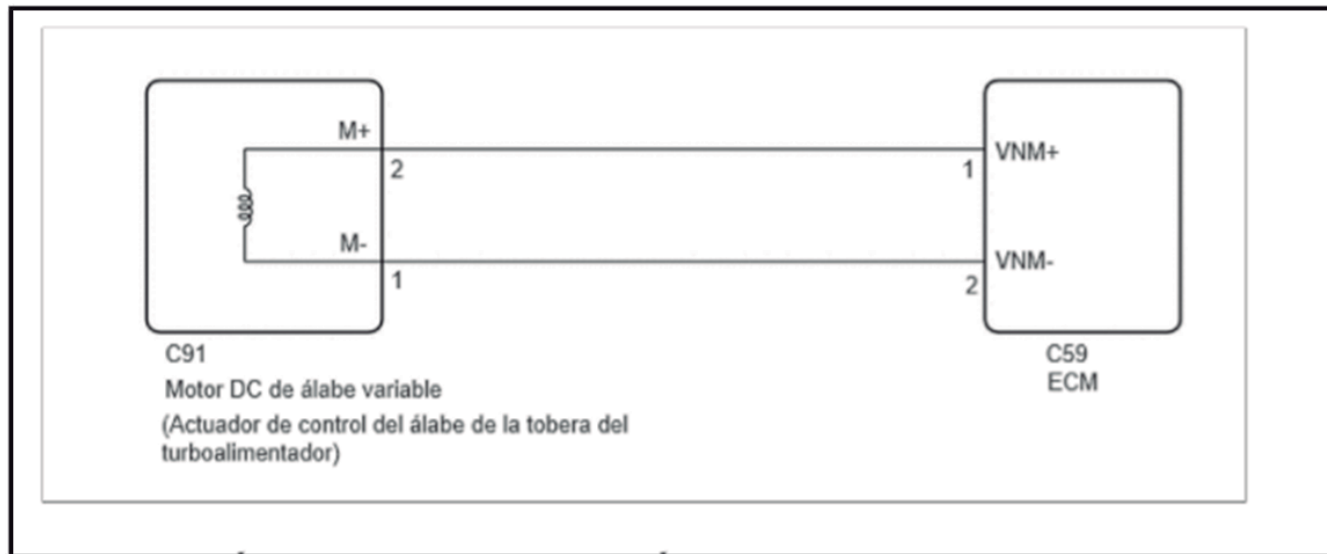 M+
2
1
VNM+
M-
1
2
VNM-
C91
Motor DC de álabe variable
(Actuador de control del álabe de la tobera del
turboalimentador)
C59
ECM